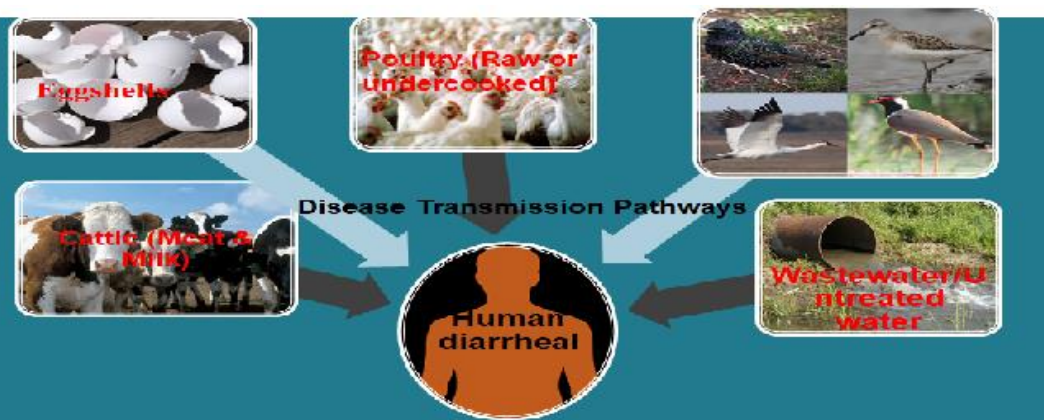 Eggshells
Poultry (Raw or
undercooked)
Disease Transmission Pathways
Cattle (Meat &
Milk)
Wastewater/U
ntreated
water
Human
diarrheal